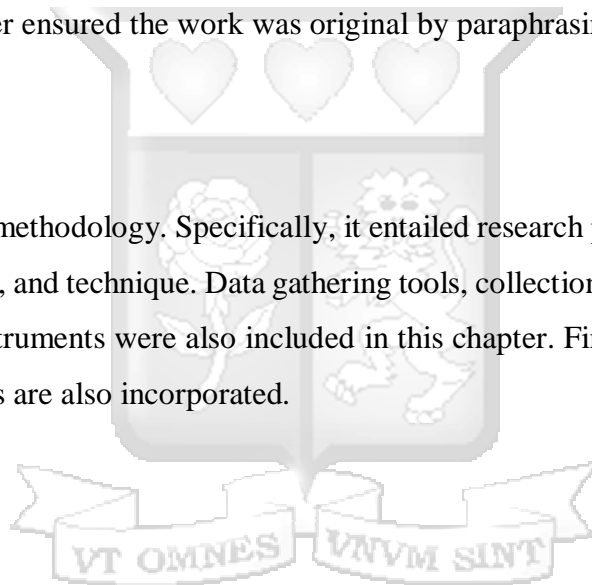 er ensured the work was original by paraphrasin
methodology. Specifically, it entailed research p
, and technique. Data gathering tools, collection
truments were also included in this chapter. Fi
s are also incorporated.
VT OMNES VNVM SINT